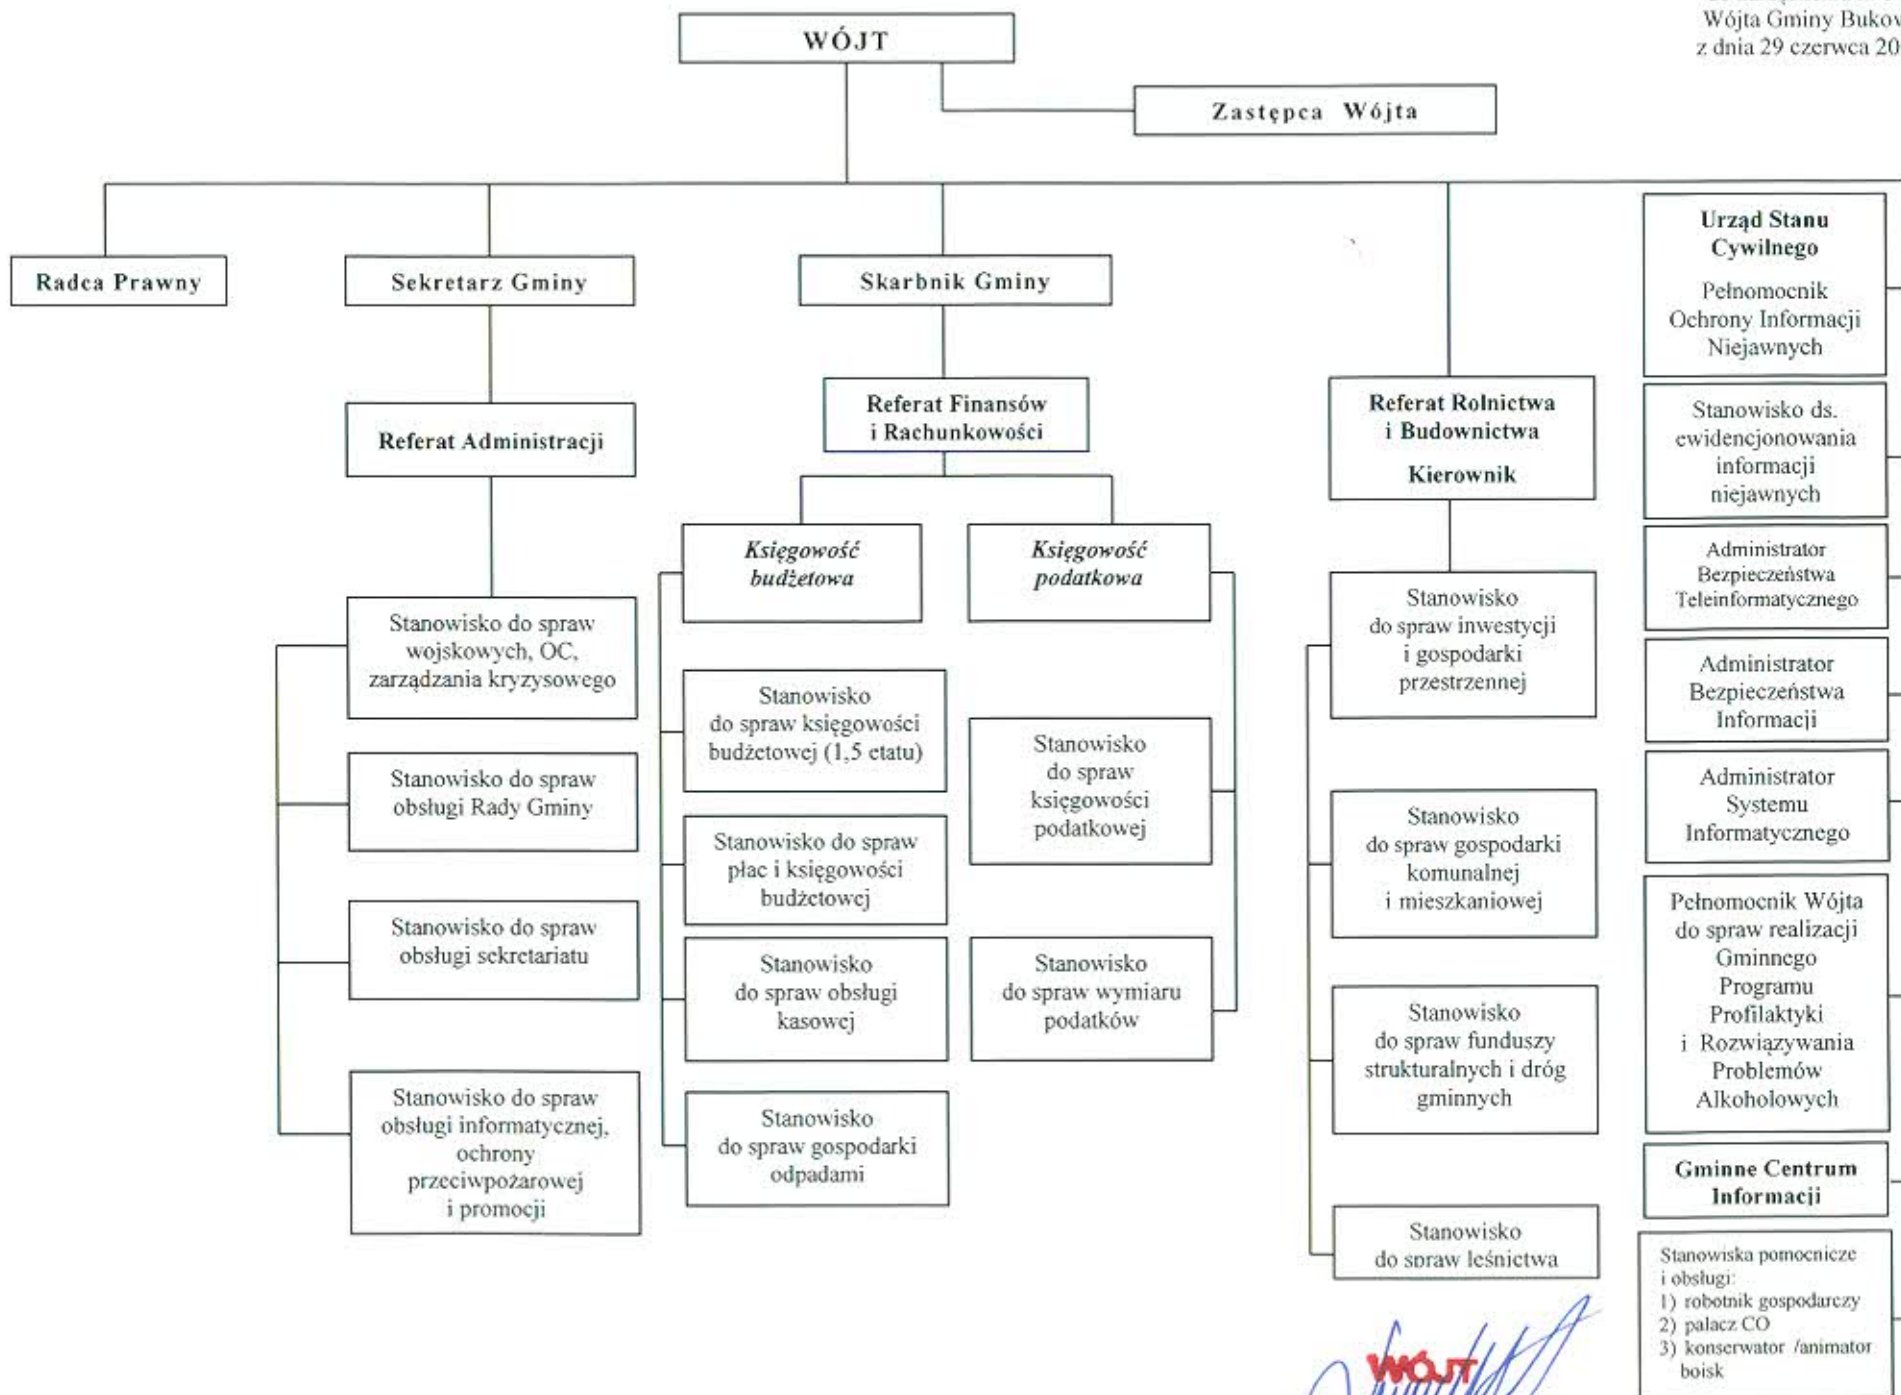 Wójta Gminy
z dnia 29 czerwca
WÓJT
Zastępca Wójta
Radca Prawny
Sekretarz Gminy
Skarbnik Gminy
Referat Administracji
Stanowisko do spraw
wojskowych, OC,
zarządzania kryzysowego
Stanowisko do spraw
obsługi Rady Gminy
Stanowisko do spraw
obsługi sekretariatu
Stanowisko do spraw
obsługi informatycznej,
ochrony
przeciwpożarowej
i promocji
Referat Finansów
i Rachunkowości
Księgowość
budżetowa
Stanowisko
do spraw księgowości
budżetowej (1,5 etatu)
Stanowisko do spraw
płac i księgowości
budżetowej
Stanowisko
do spraw obsługi
kasowej
Stanowisko
do spraw gospodarki
odpadami
Księgowość
podatkowa
Stanowisko
do spraw
księgowości
podatkowej
Stanowisko
do spraw wymiaru
podatków
Referat Rolnictwa
i Budownictwa
Kierownik
Stanowisko
do spraw inwestycji
i gospodarki
przestrzennej
Stanowisko
do spraw gospodarki
komunalnej
i mieszkaniowej
Stanowisko
do spraw funduszy
strukturalnych i dróg
gminnych
Stanowisko
do spraw leśnictwa
Urząd Stanu
Cywilnego
Pełnomocnik
Ochrony Informacji
Niejawnych
Stanowisko ds.
ewidencjonowania
informacji
niejawnych
Administrator
Bezpieczeństwa
Teleinformatycznego
Administrator
Bezpieczeństwa
Informacji
Administrator
Systemu
Informatycznego
Pełnomocnik Wójta
do spraw realizacji
Gminnego
Programu
Profilaktyki
i Rozwiązywania
Problemów
Alkoholowych
Gminne Centrum
Informacji
Stanowiska pomocnicze
i obsługi:
1) robotnik gospodarczy
2) palacz CO
3) konserwator /animator
boisk
WÓJT